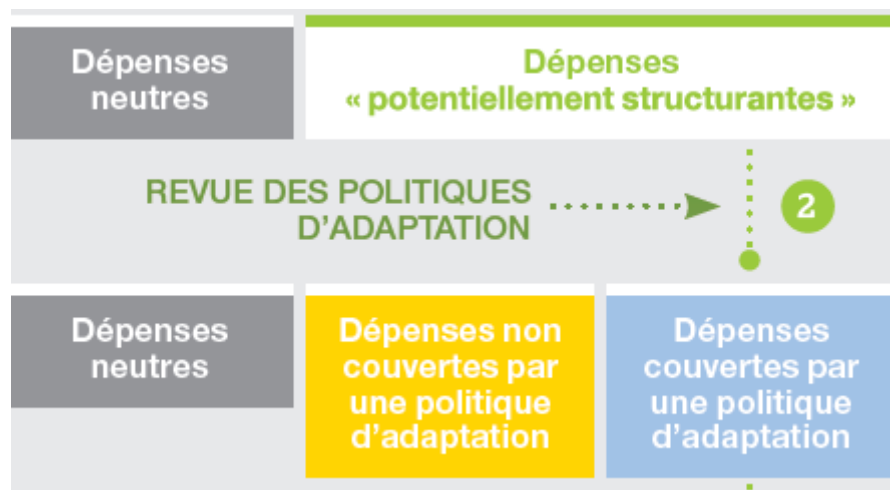 Dépenses
neutres
Dépenses
« potentiellement structurantes »
REVUE DES POLITIQUES
D’ADAPTATION
2
Dépenses
neutres
Dépenses non
couvertes par
une politique
d’adaptation
Dépenses
couvertes par
une politique
d’adaptation